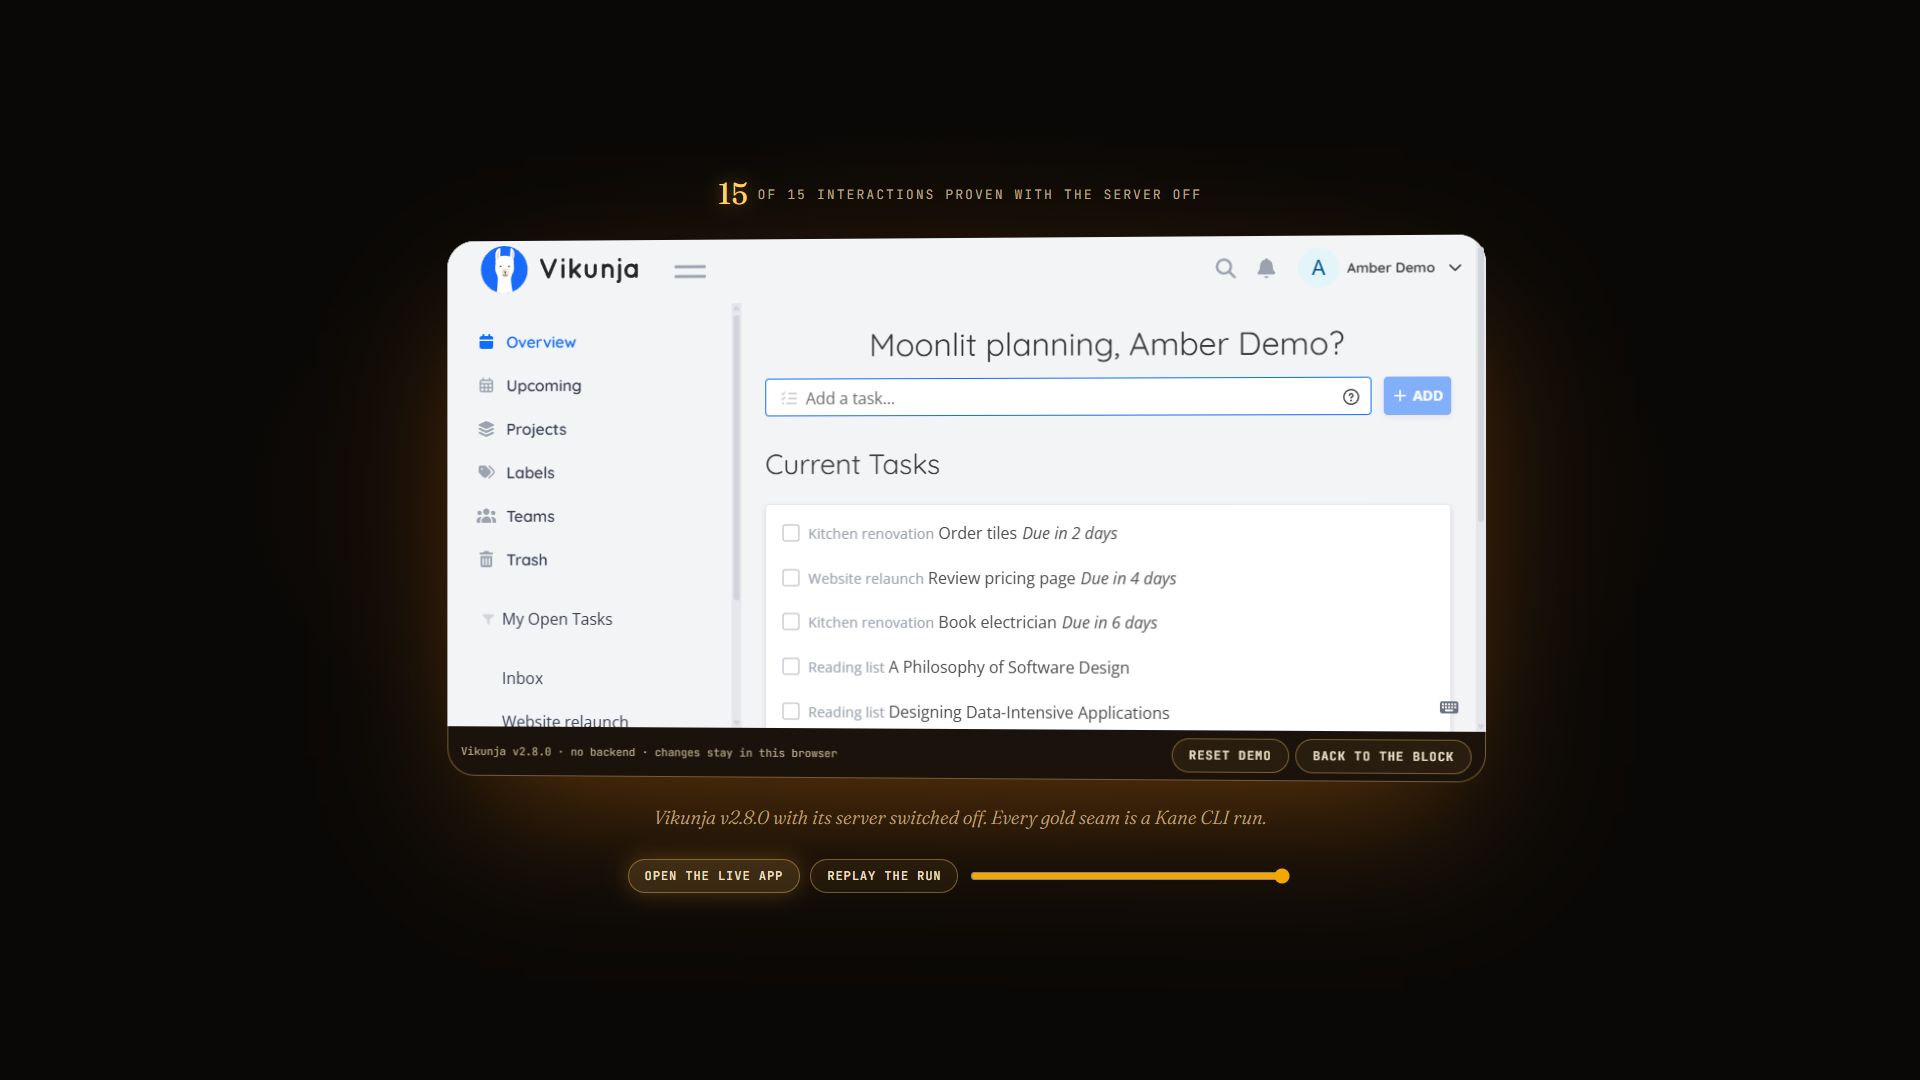 15 OF 15 INTERACTIONS PROVEN WITH THE SERVER OFF
Vikunja
A Amber Demo
Overview
Upcoming
Projects
Labels
Teams
Trash
My Open Tasks
Inbox
Website relaunch
Moonlit planning, Amber Demo?
Add a task...
+ ADD
Current Tasks
Kitchen renovation Order tiles Due in 2 days
Website relaunch Review pricing page Due in 4 days
Kitchen renovation Book electrician Due in 6 days
Reading list A Philosophy of Software Design
Reading list Designing Data-Intensive Applications
Vikunja v2.8.0 · no backend · changes stay in this browser
RESET DEMO
BACK TO THE BLOCK
Vikunja v2.8.0 with its server switched off. Every gold seam is a Kane CLI run.
OPEN THE LIVE APP
REPLAY THE RUN